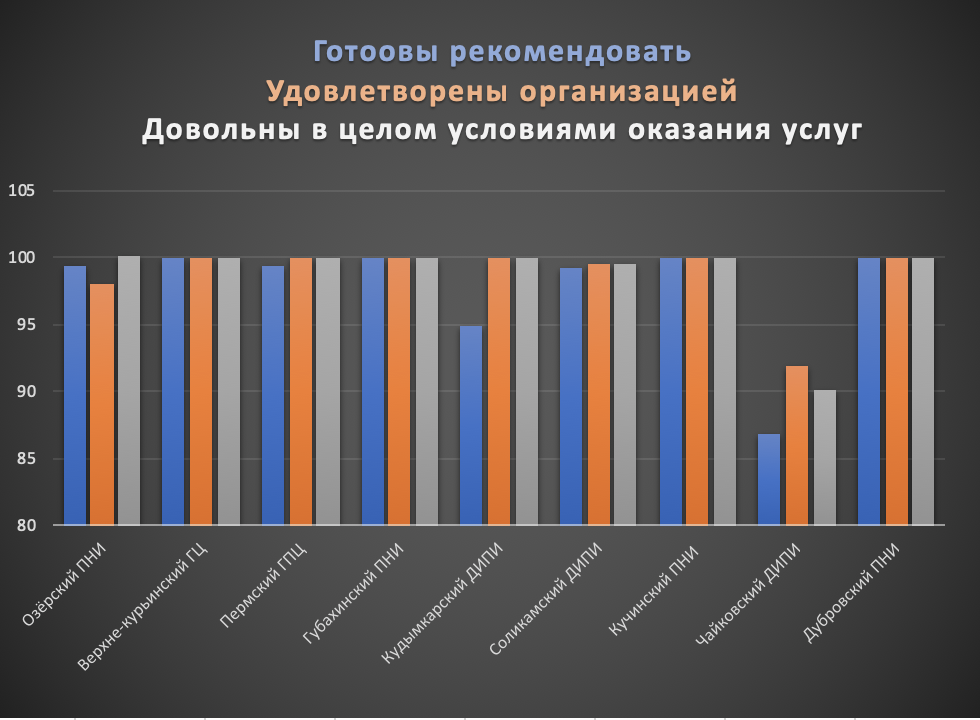 Готоовы рекомендовать
Удовлетворены организацией
Довольны в целом условиями оказания услуг
105
100
95
90
85
80
Озёрский ПНИ
Верхне-курьинский ГЦ
Пермский ГПЦ
Губахинский ПНИ
Кудымкарский ДИПИ
Соликамский ДИПИ
Кучинский ПНИ
Чайковский ДИПИ
Дубровский ПНИ